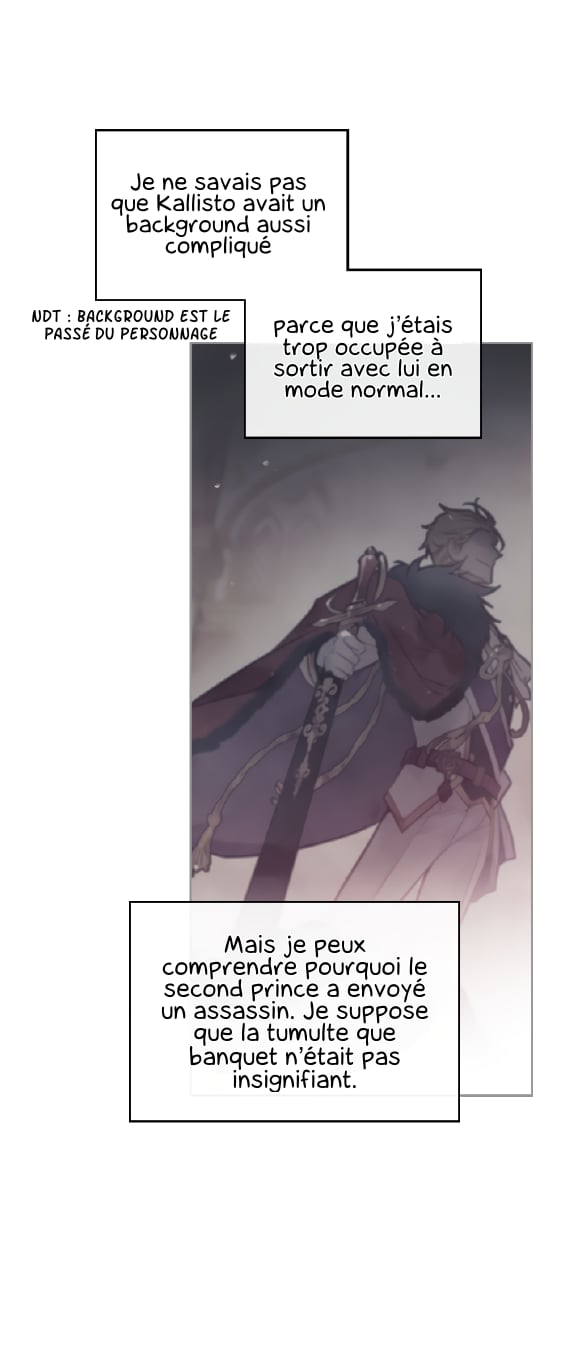 Je ne savais pas
que Kallisto avait un
background aussi
compliqué
NDT : BACKGROUND EST LE
PASSÉ DU PERSONNAGE
parce que j'étais
trop occupée à
sortir avec lui en
mode normal...
Mais je peux
comprendre pourquoi le
second prince a envoyé
un assassin. Je suppose
que la tumulte que
banquet n'était pas
insignifiant.